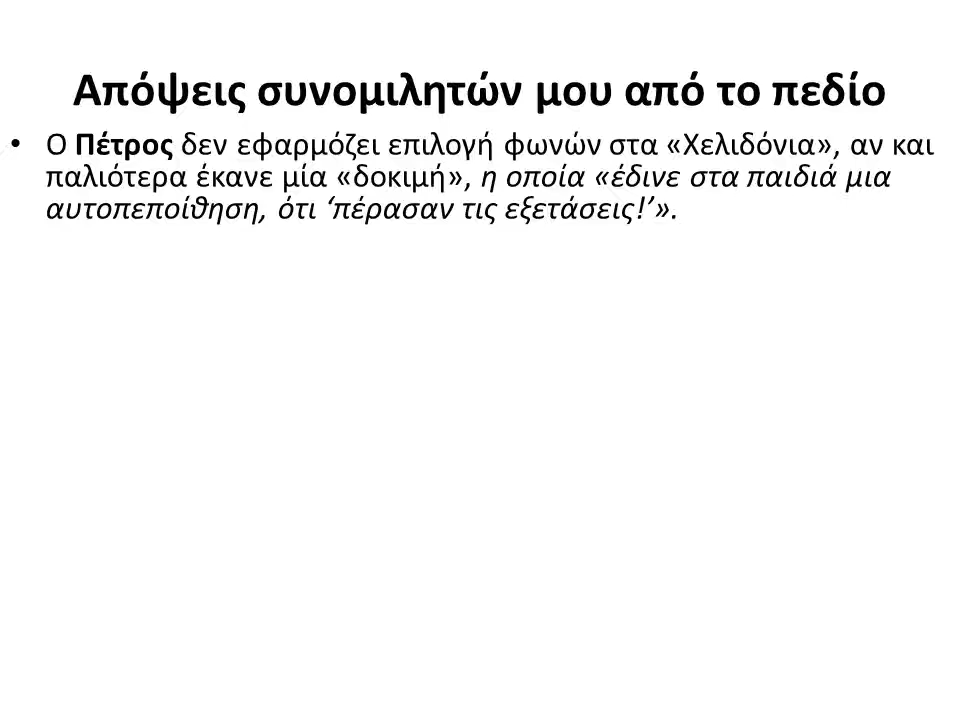 Απόψεις συνομιλητών μου από το πεδίο
• Ο Πέτρος δεν εφαρμόζει επιλογή φωνών στα «Χελιδόνια», αν και
παλιότερα έκανε μία «δοκιμή», η οποία «έδινε στα παιδιά μια
αυτοπεποίθηση, ότι ‘πέρασαν τις εξετάσεις!’».